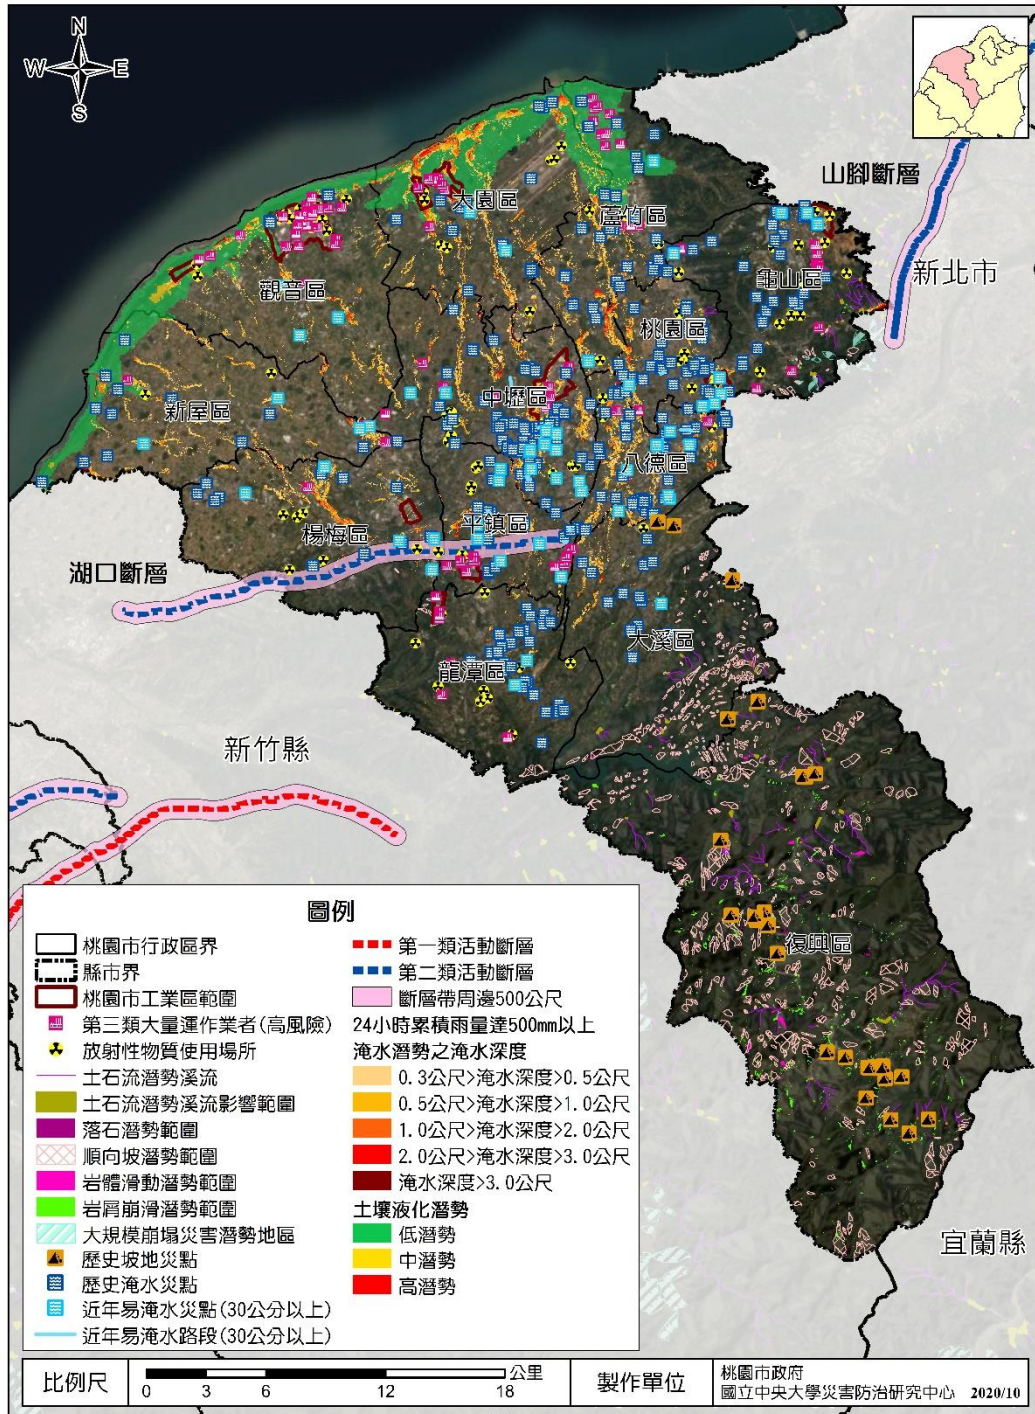 N
W E
S
山腳斷層
新北市
大園區
蘆竹區
龜山區
觀音區
桃園區
中壢區
新屋區
八德區
平鎮區
楊梅區
湖口斷層
大溪區
龍潭區
新竹縣
復興區
宜蘭縣
圖例
桃園市行政區界
縣市界
桃園市工業區範圍
第三類大量運作業者(高風險)
放射性物質使用場所
土石流潛勢溪流
土石流潛勢溪流影響範圍
落石潛勢範圍
順向坡潛勢範圍
岩體滑動潛勢範圍
岩屑崩滑潛勢範圍
大規模崩塌災害潛勢地區
歷史坡地災點
歷史淹水災點
近年易淹水災點(30公分以上)
近年易淹水路段(30公分以上)
第一類活動斷層
第二類活動斷層
斷層帶周邊500公尺
24小時累積雨量達500mm以上
淹水潛勢之淹水深度
0.3公尺>淹水深度>0.5公尺
0.5公尺>淹水深度>1.0公尺
1.0公尺>淹水深度>2.0公尺
2.0公尺>淹水深度>3.0公尺
淹水深度>3.0公尺
土壤液化潛勢
低潛勢
中潛勢
高潛勢
比例尺
公里
0 3 6 12 18
製作單位
桃園市政府
國立中央大學災害防治研究中心 2020/10